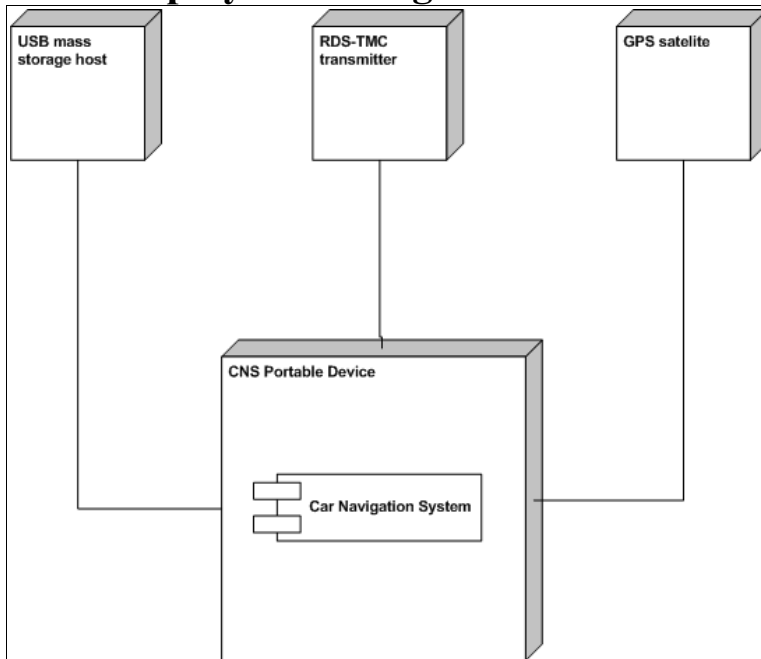 USB mass
storage host
RDS-TMC
transmitter
GPS satelite
CNS Portable Device
Car Navigation System